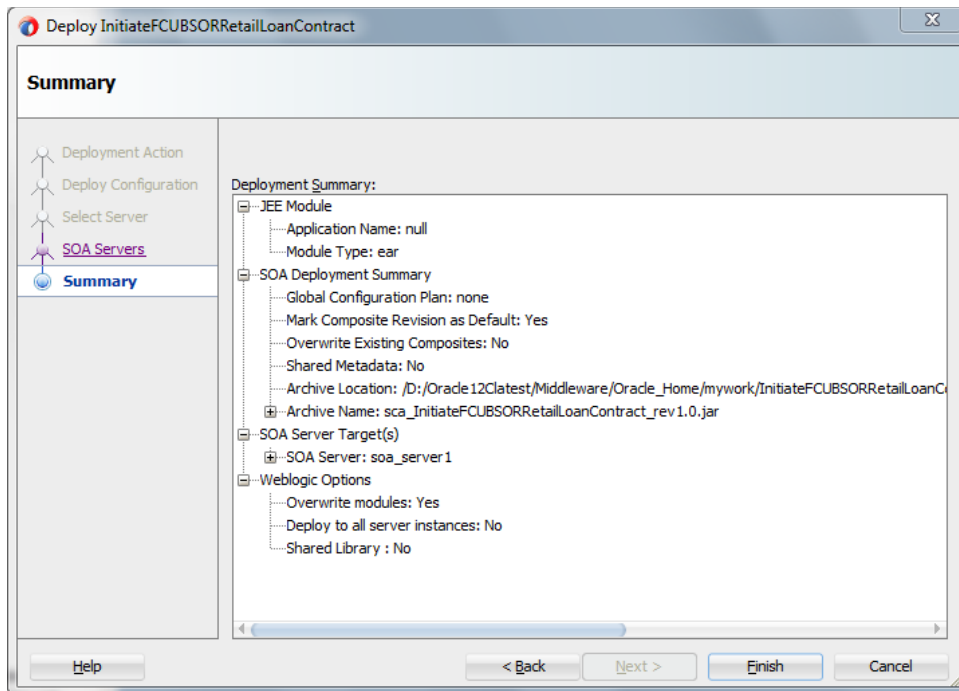 Deploy InitiateFCUBSORRetailLoanContract
Summary
Deployment Action
Deploy Configuration
Select Server
SOA Servers
Summary
Deployment Summary:
JEE Module
Application Name: null
Module Type: ear
SOA Deployment Summary
Global Configuration Plan: none
Mark Composite Revision as Default: Yes
Overwrite Existing Composites: No
Shared Metadata: No
Archive Location: /D:/Oracle12Clatest/Middleware/Oracle_Home/mywork/InitiateFCUBSORRetailLoanC
Archive Name: sca_InitiateFCUBSORRetailLoanContract_rev1.0.jar
SOA Server Target(s)
SOA Server: soa_server1
Weblogic Options
Overwrite modules: Yes
Deploy to all server instances: No
Shared Library : No
Help
< Back
Next >
Finish
Cancel